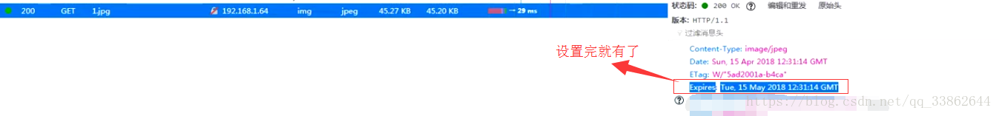 200 GET 1.jpg 192.168.1.64 img jpeg 45.27 KB 45.20 KB → 29 ms
状态码: 200 OK ? 编辑和重发 原始头
版本: HTTP/1.1
过滤消息头
设置完就有了
Content-Type: image/jpeg
Date: Sun, 15 Apr 2018 12:31:14 GMT
ETag: W/"5ad2001a-b4ca"
Expires: Tue, 15 May 2018 12:31:14 GMT
?
https://blog.csdn.net/qq_33862644